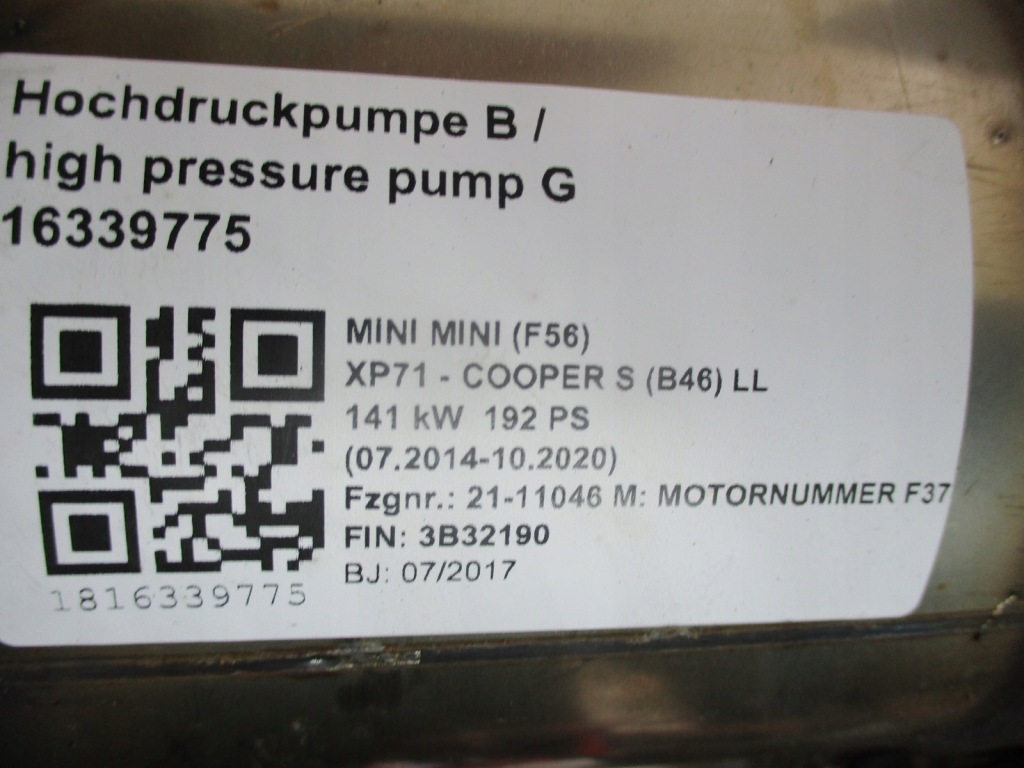 Hochdruckpumpe B /
high pressure pump G
16339775
MINI MINI (F56)
XP71 - COOPER S (B46) LL
141 kW 192 PS
(07.2014-10.2020)
Fzgnr.: 21-11046 M: MOTORNUMMER F37
FIN: 3B32190
BJ: 07/2017
1816339775